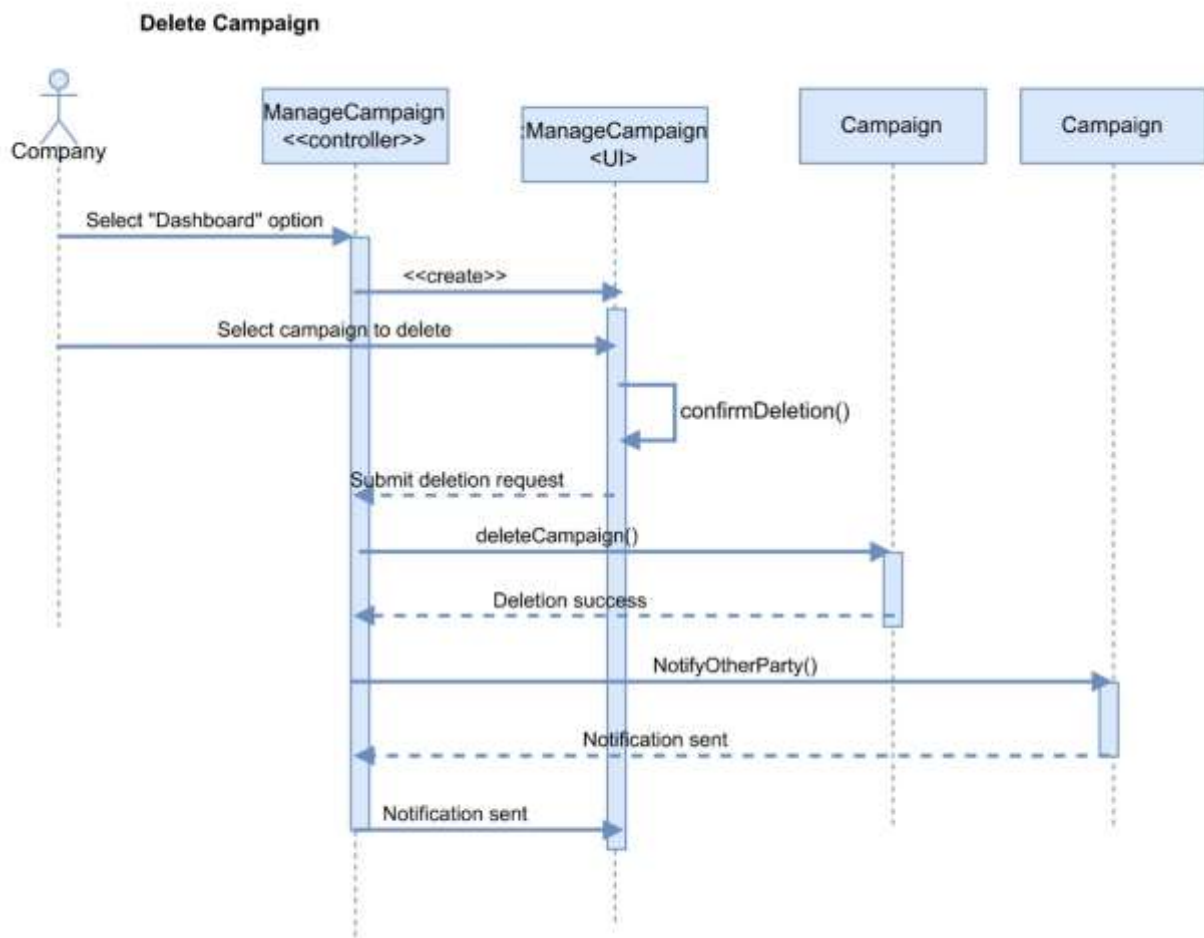 Delete Campaign
Company
ManageCampaign
<<controller>>
:ManageCampaign
<UI>
Campaign
Campaign
Select "Dashboard" option
<<create>>
Select campaign to delete
confirmDeletion()
Submit deletion request
deleteCampaign()
Deletion success
NotifyOtherParty()
Notification sent
Notification sent